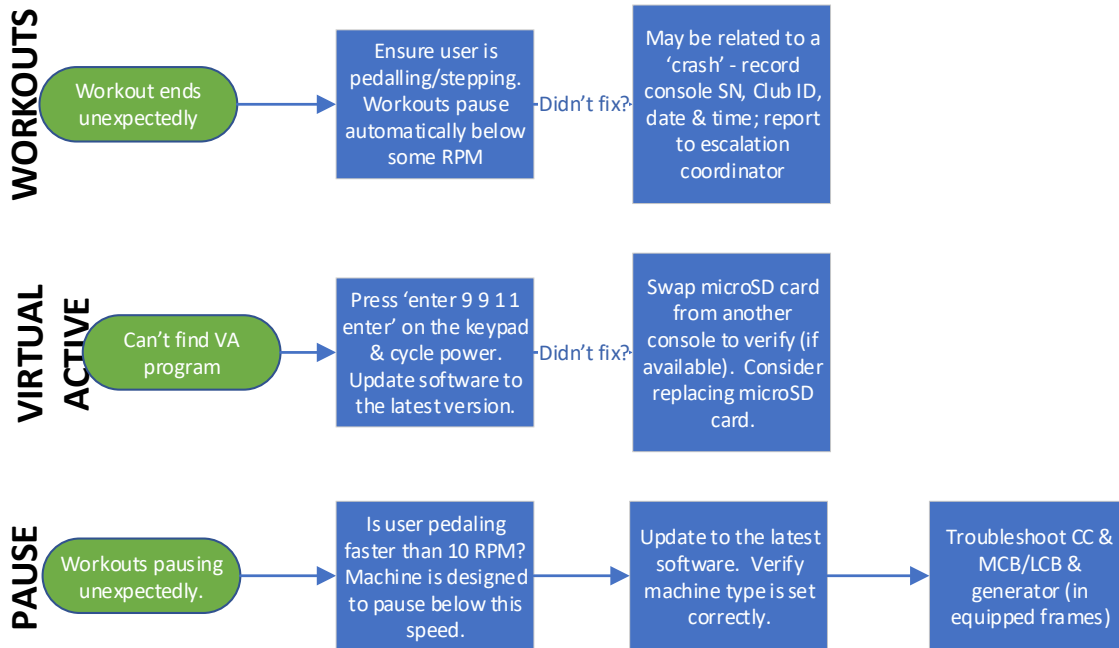 WORKOUTS
Workout ends
unexpectedly
Ensure user is
pedalling/stepping.
Workouts pause
automatically below
some RPM
Didn't fix?
May be related to a
'crash' - record
console SN, Club ID,
date & time; report
to escalation
coordinator
VIRTUAL
ACTIVE
Can't find VA
program
Press 'enter 9 9 1 1
enter' on the keypad
& cycle power.
Update software to
the latest version.
Didn't fix?
Swap microSD card
from another
console to verify (if
available). Consider
replacing microSD
card.
PAUSE
Workouts pausing
unexpectedly.
Is user pedaling
faster than 10 RPM?
Machine is designed
to pause below this
speed.
Update to the latest
software. Verify
machine type is set
correctly.
Troubleshoot CC &
MCB/LCB &
generator (in
equipped frames)